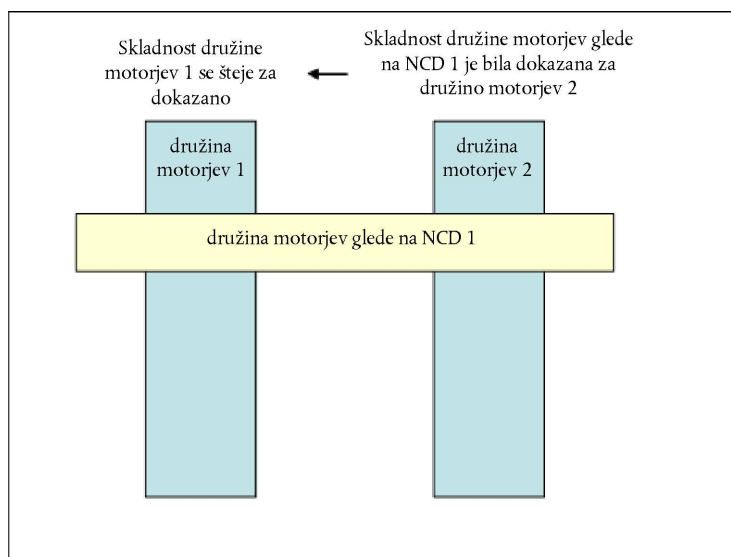 Skladnost družine
motorjev 1 se šteje za
dokazano
Skladnost družine motorjev glede
na NCD 1 je bila dokazana za
družino motorjev 2
družina
motorjev 1
družina
motorjev 2
družina motorjev glede na NCD 1